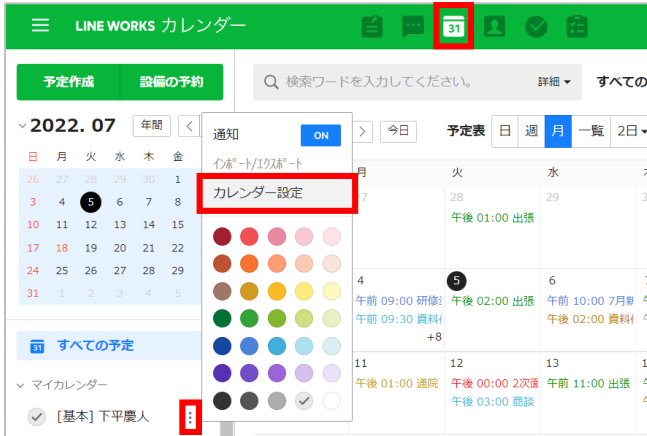 LINE WORKS カレンダー
31
予定作成 設備の予約
検索ワードを入力してください。 詳細 すべての
2022. 07 年間
通知 ON
今日 予定表 日 週 月 一覧 2日
日 月 火 水 木 金
26 27 28 29 30 1
3 4 5 6 7 8
10 11 12 13 14 15
17 18 19 20 21 22
24 25 26 27 28 29
31 1 2 3 4 5
インポート/エクスポート
カレンダー設定
月 火 水
27 28 29
午後 01:00 出張
4 5 6
午前 09:00 研修 午後 02:00 出張 午前 10:00 7月
午前 09:30 資料 午後 02:00 資料
+8
11 12 13
午後 01:00 通院 午後 00:00 2次面 午前 11:00 出張
午後 03:00 商談
31 すべての予定
マイカレンダー
[基本] 下平慶人